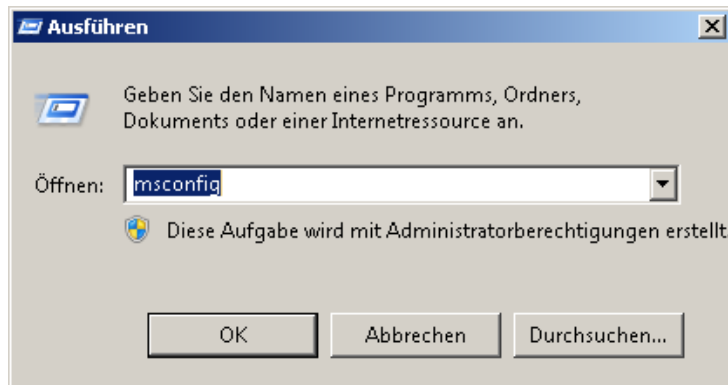 Ausführen
Geben Sie den Namen eines Programms, Ordners,
Dokuments oder einer Internetressource an.
Öffnen: msconfig
Diese Aufgabe wird mit Administratorberechtigungen erstellt
OK Abbrechen Durchsuchen...